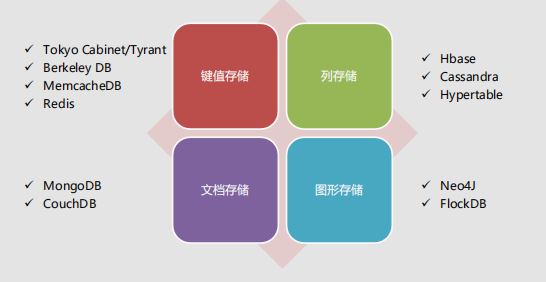 Tokyo Cabinet/Tyrant
Berkeley DB
MemcacheDB
Redis
键值存储
列存储
Hbase
Cassandra
Hypertable
MongoDB
CouchDB
文档存储
图形存储
Neo4J
FlockDB